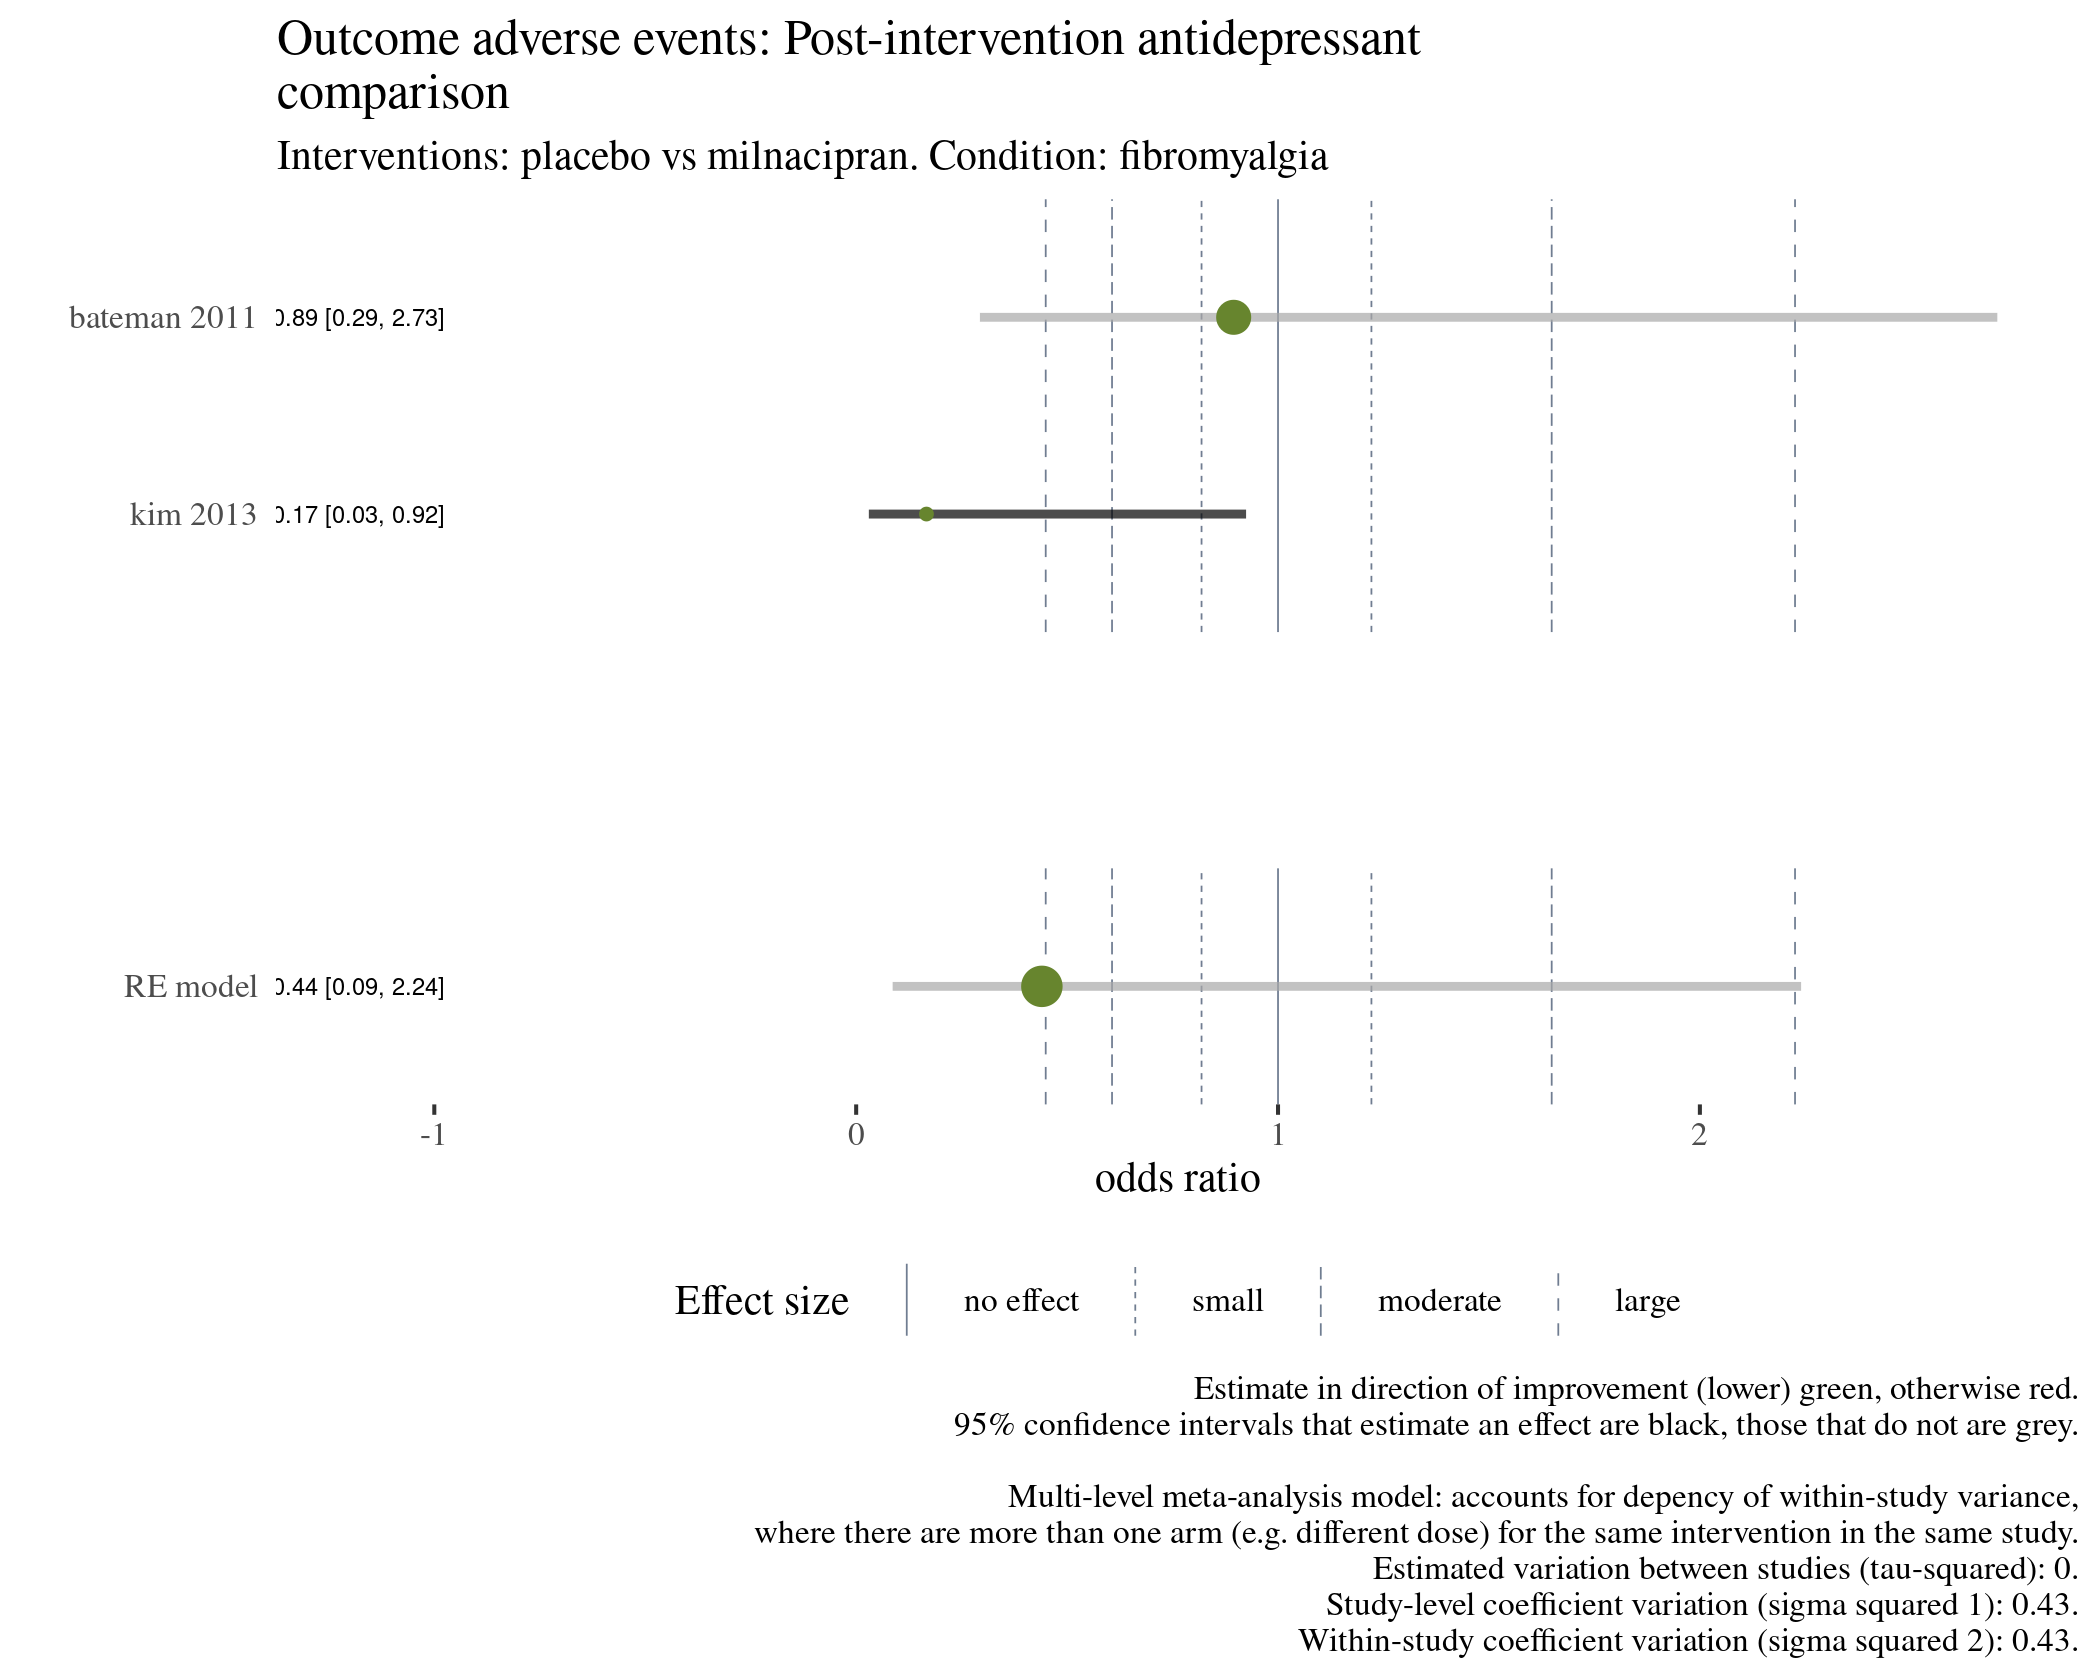 Outcome adverse events: Post-intervention antidepressant
comparison
Interventions: placebo vs milnacipran. Condition: fibromyalgia
bateman 2011 0.89 [0.29, 2.73]
kim 2013 0.17 [0.03, 0.92]
RE model 0.44 [0.09, 2.24]
-1 0 1 2
odds ratio
Effect size no effect small moderate large
Estimate in direction of improvement (lower) green, otherwise red.
95% confidence intervals that estimate an effect are black, those that do not are grey.
Multi-level meta-analysis model: accounts for depency of within-study variance,
where there are more than one arm (e.g. different dose) for the same intervention in the same study.
Estimated variation between studies (tau-squared): 0.
Study-level coefficient variation (sigma squared 1): 0.43.
Within-study coefficient variation (sigma squared 2): 0.43.